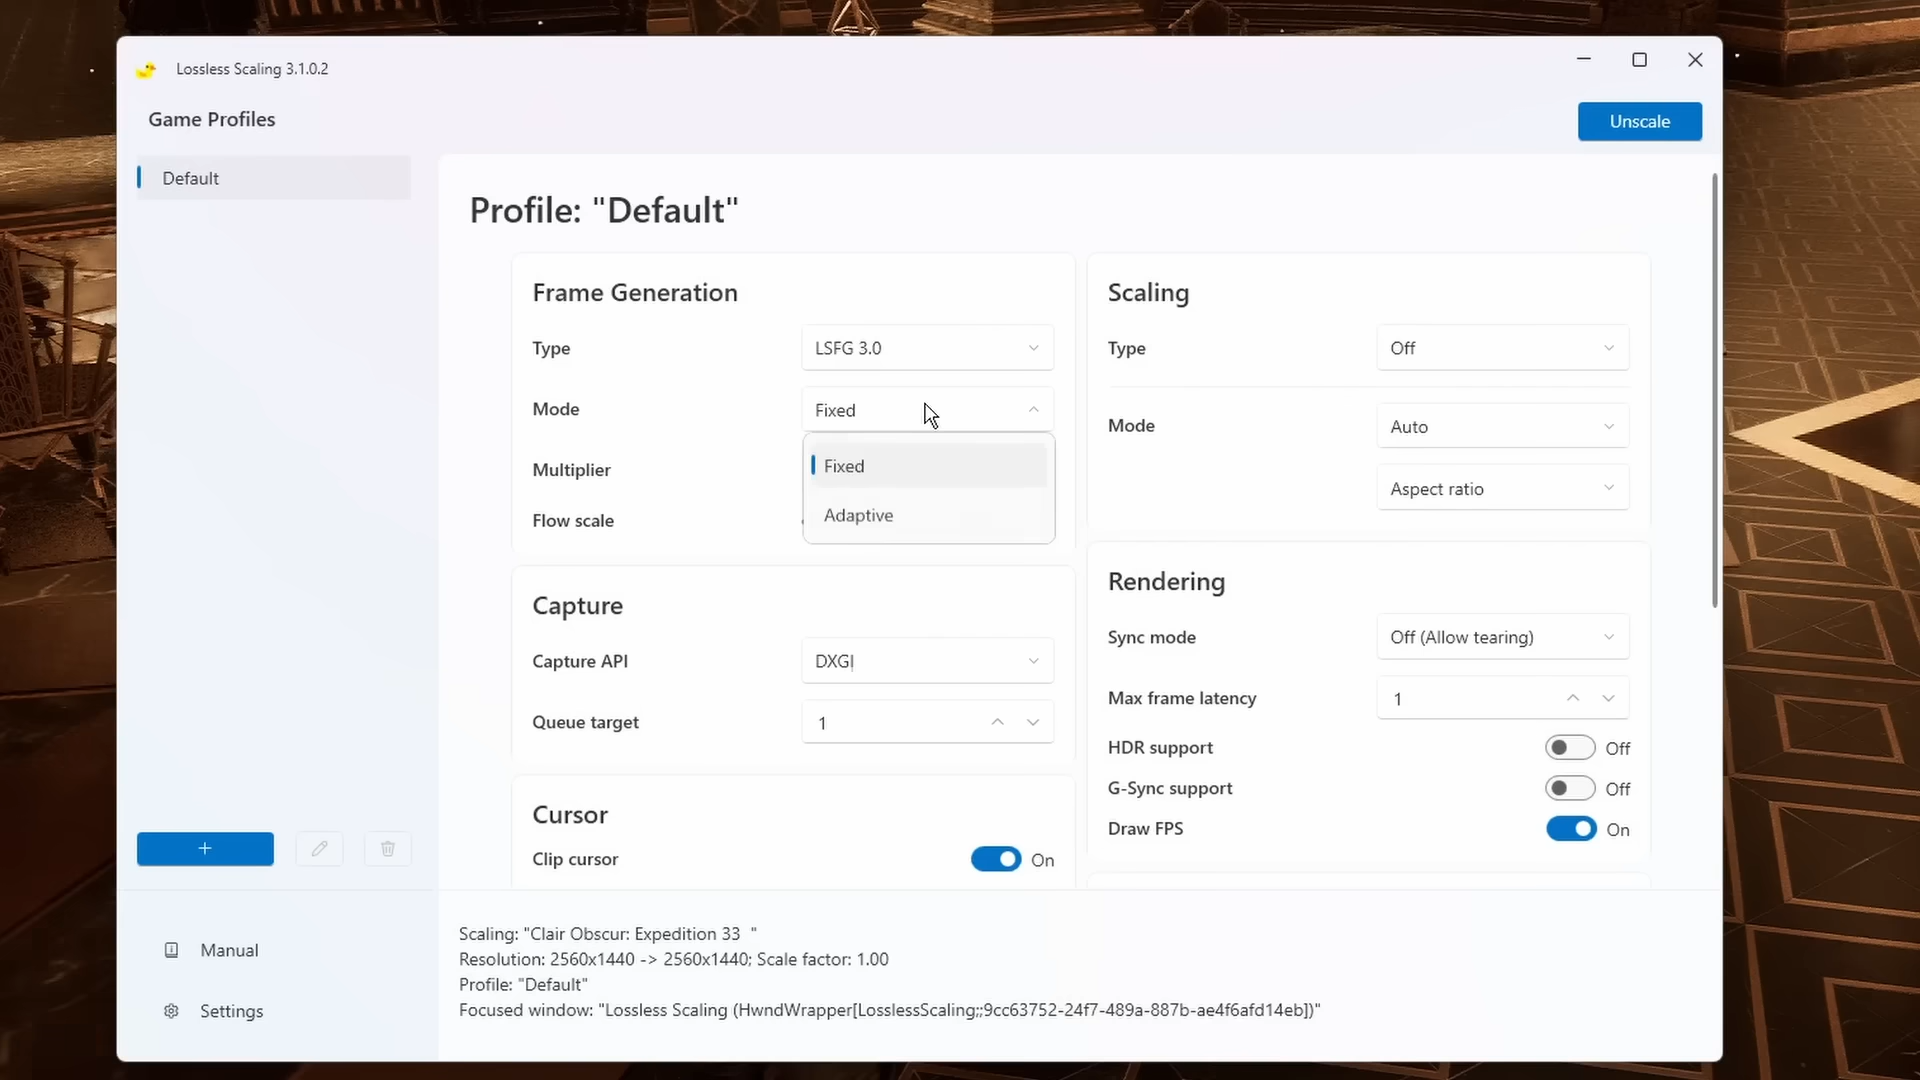 Lossless Scaling 3.1.0.2
Game Profiles
Unscale
Default
Profile: "Default"
Frame Generation
Type
LSFG 3.0
Mode
Fixed
Fixed
Adaptive
Multiplier
Flow scale
Capture
Capture API
DXGI
Queue target
1
Cursor
Clip cursor
On
Scaling
Type
Off
Mode
Auto
Aspect ratio
Rendering
Sync mode
Off (Allow tearing)
Max frame latency
1
HDR support
Off
G-Sync support
Off
Draw FPS
On
+
Manual
Settings
Scaling: "Clair Obscur: Expedition 33  "
Resolution: 2560x1440 -> 2560x1440; Scale factor: 1.00
Profile: "Default"
Focused window: "Lossless Scaling (HwndWrapper[LosslessScaling;;9cc63752-24f7-489a-887b-ae4f6afd14eb])"